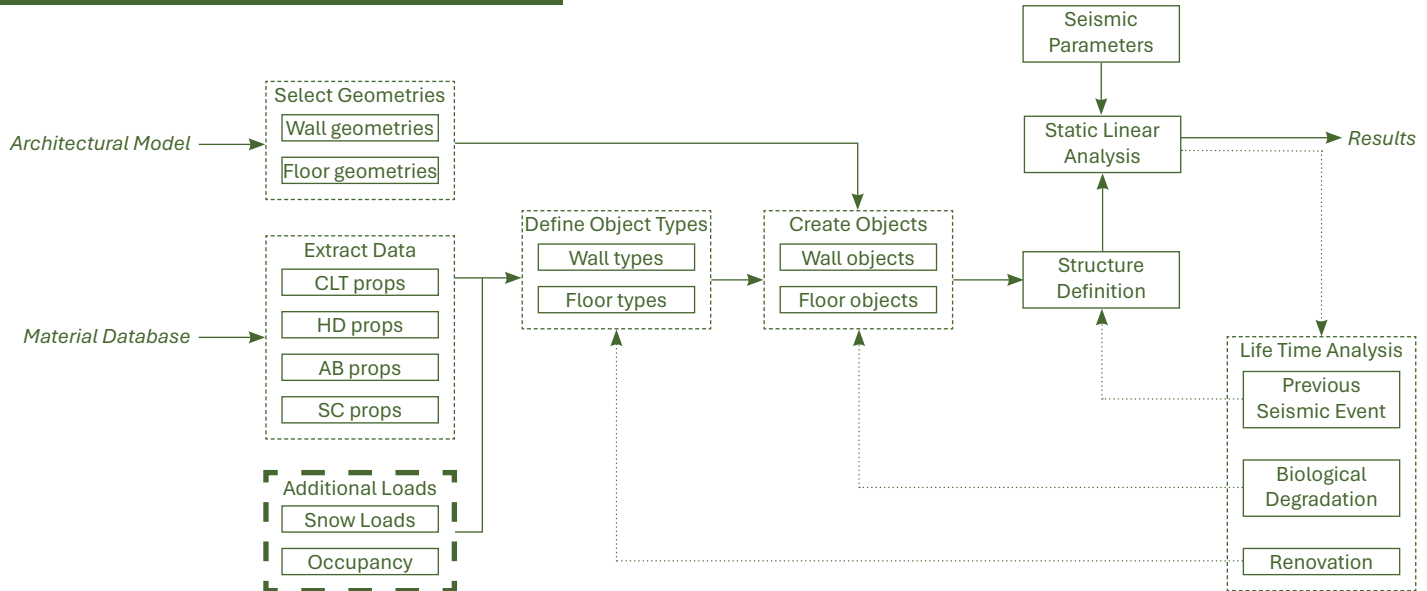 Seismic
Parameters
Select Geometries
Wall geometries
Floor geometries
Architectural Model
Static Linear
Analysis
Results
Define Object Types
Wall types
Floor types
Create Objects
Wall objects
Floor objects
Structure
Definition
Extract Data
CLT props
HD props
AB props
SC props
Material Database
Life Time Analysis
Previous
Seismic Event
Biological
Degradation
Renovation
Additional Loads
Snow Loads
Occupancy